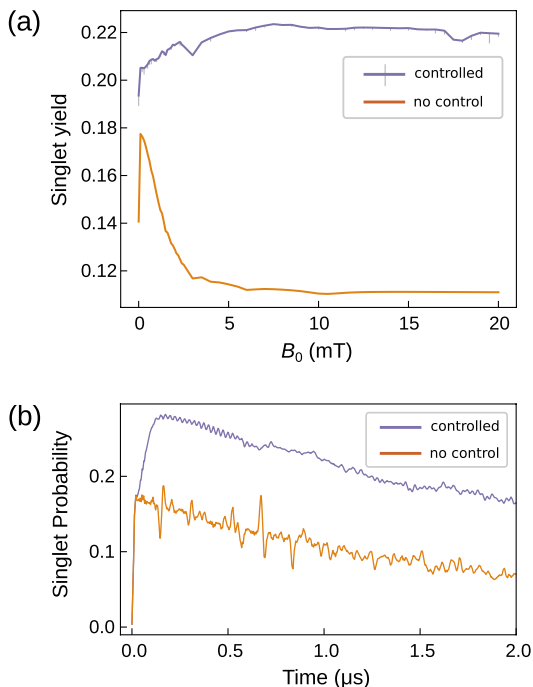 (a)
Singlet yield
0.22
0.20
0.18
0.16
0.14
0.12
controlled
no control
0 5 10 15 20
B₀ (mT)
(b)
Singlet Probability
0.2
0.1
0.0
controlled
no control
0.0 0.5 1.0 1.5 2.0
Time (μs)